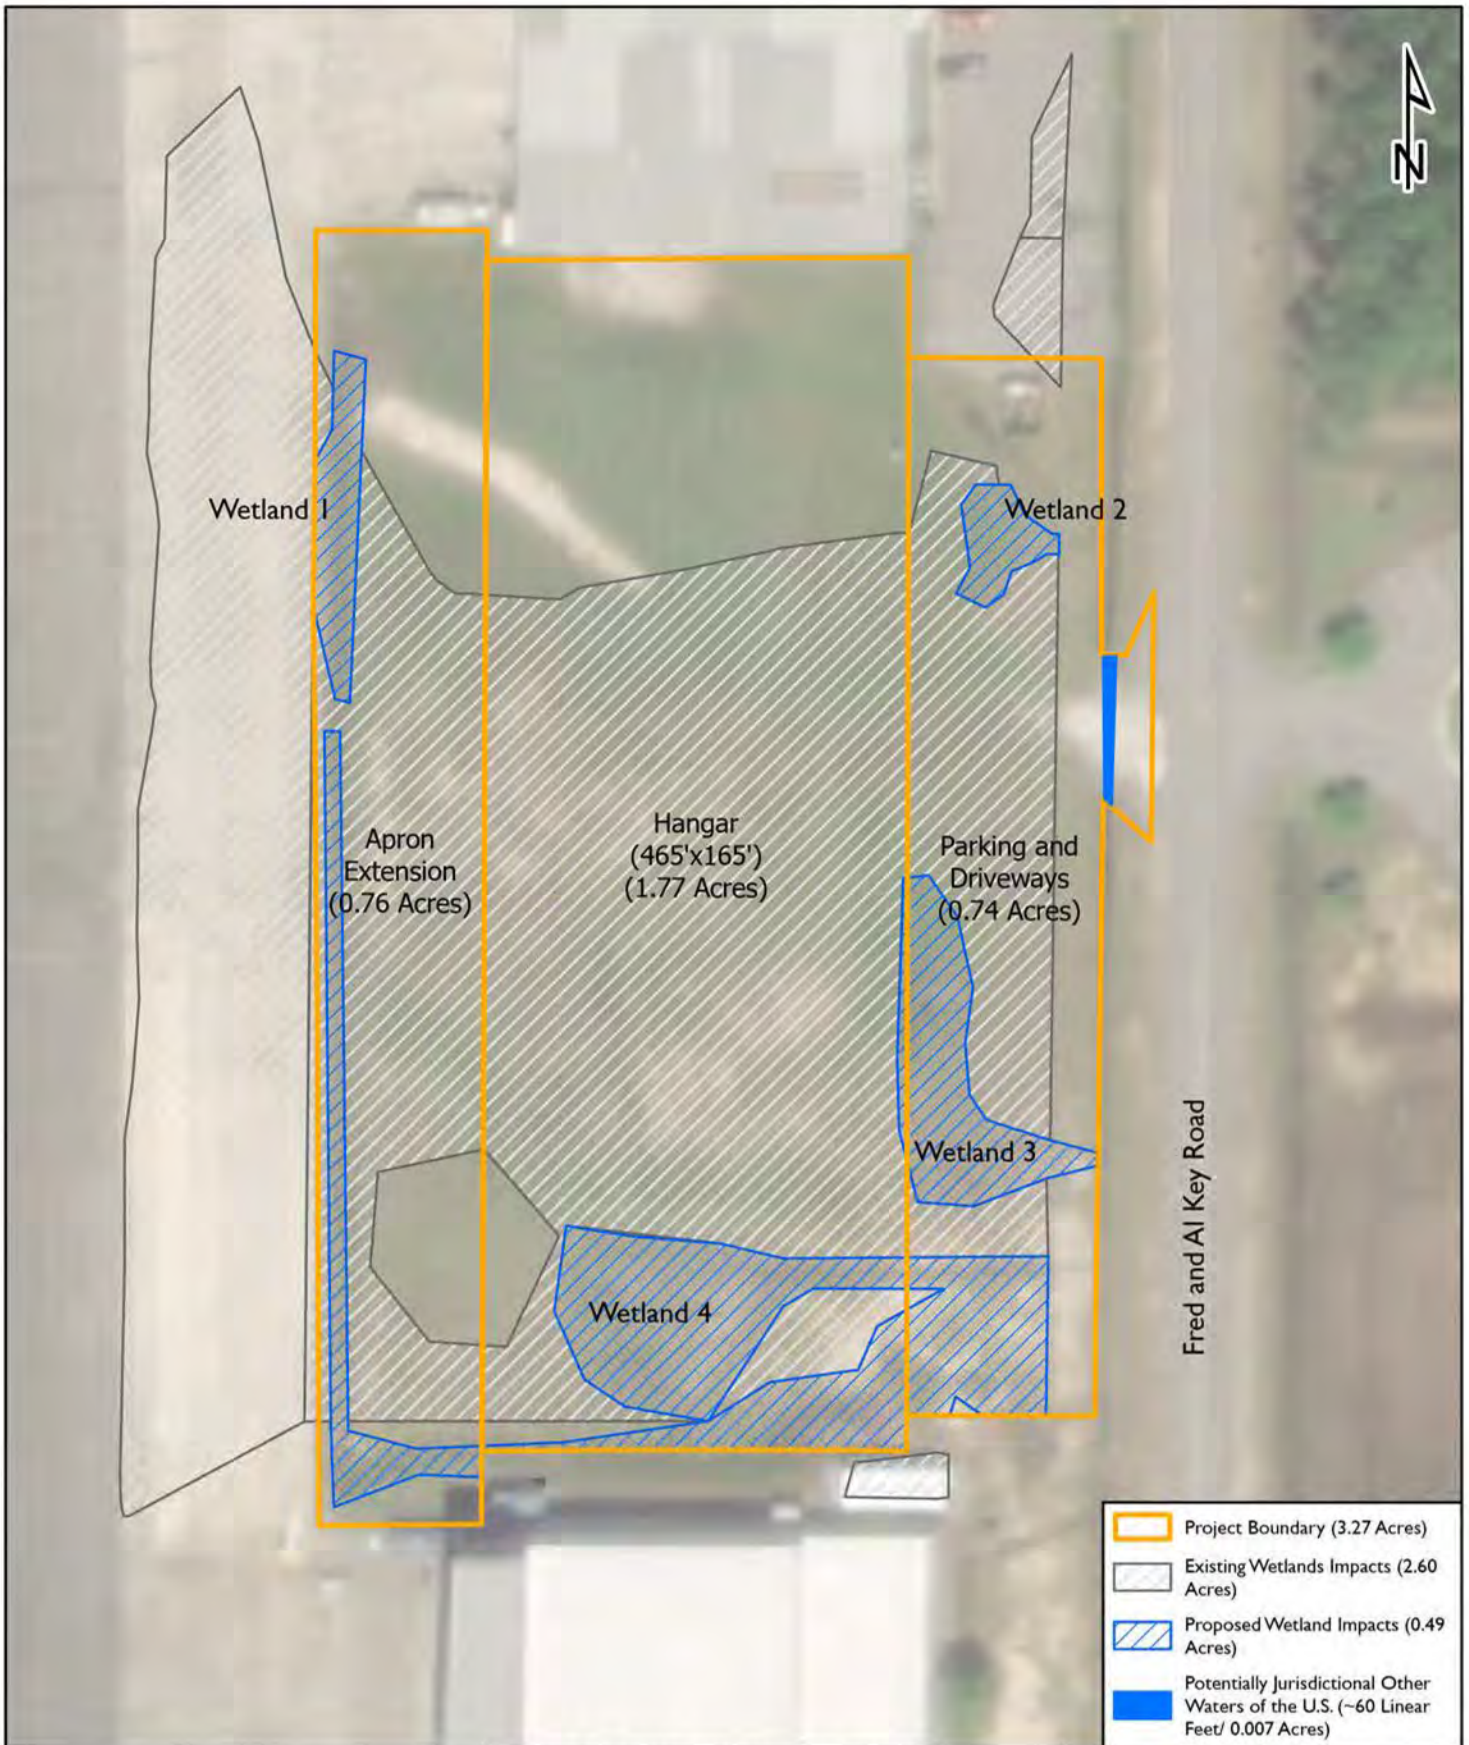 N
Wetland 1
Wetland 2
Apron
Extension
(0.76 Acres)
Hangar
(465'x165')
(1.77 Acres)
Parking and
Driveways
(0.74 Acres)
Wetland 3
Wetland 4
Fred and Al Key Road
Project Boundary (3.27 Acres)
Existing Wetlands Impacts (2.60
Acres)
Proposed Wetland Impacts (0.49
Acres)
Potentially Jurisdictional Other
Waters of the U.S. (~60 Linear
Feet/ 0.007 Acres)